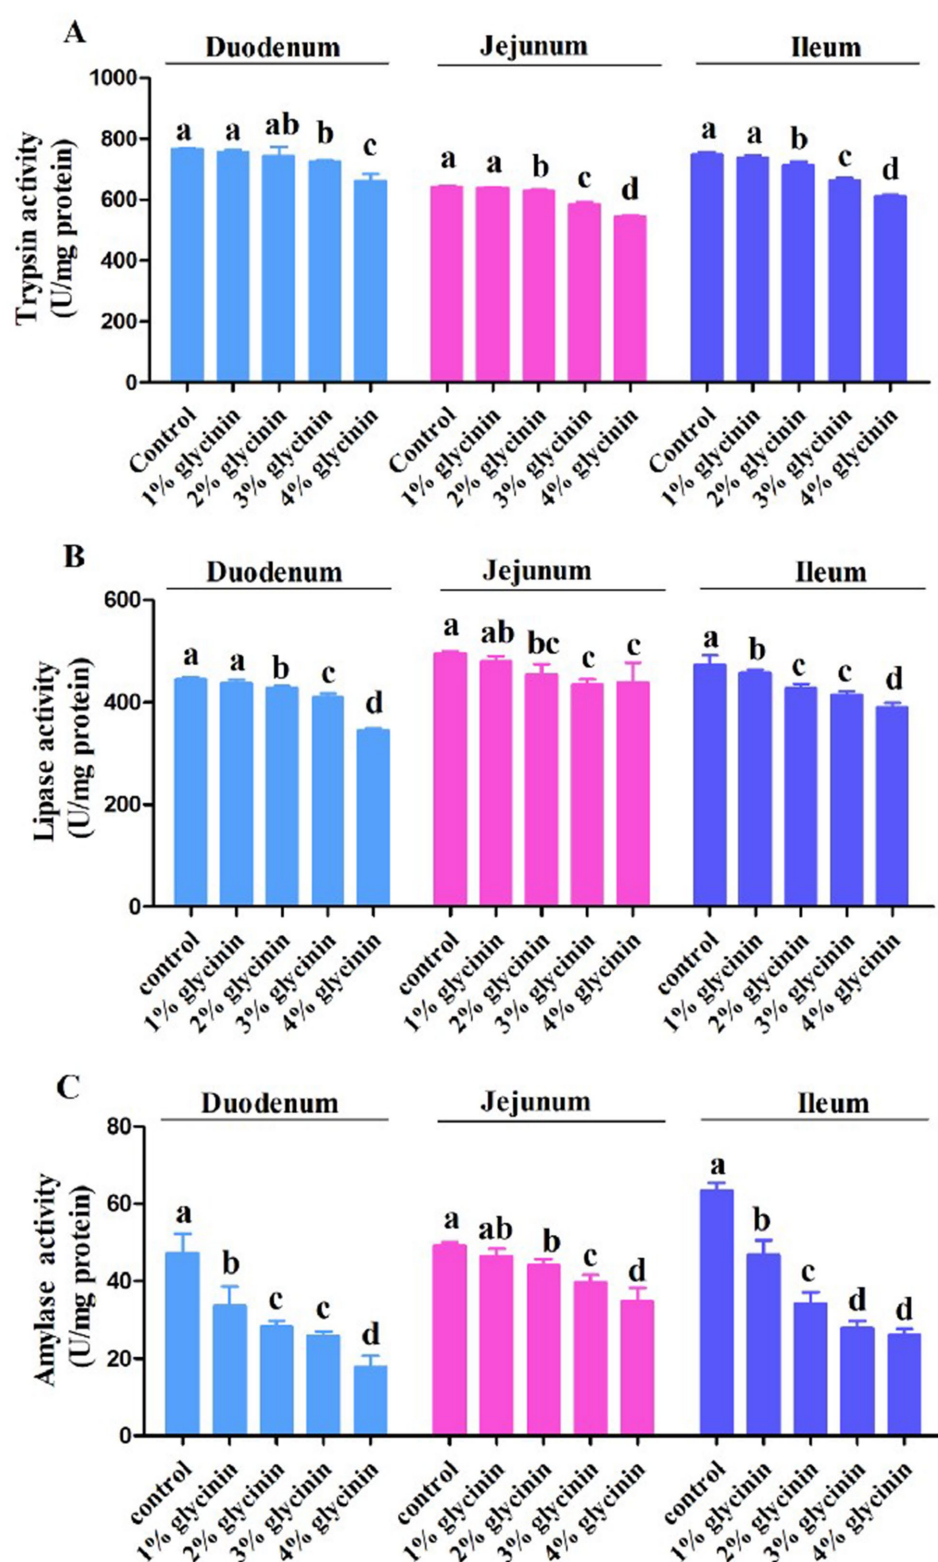 A
Duodenum Jejunum Ileum
Trypsin activity
(U/mg protein)
1000
800
600
400
200
0
a a ab b c a a b c d a a b c d
Control 1% glycinin 2% glycinin 3% glycinin 4% glycinin Control 1% glycinin 2% glycinin 3% glycinin 4% glycinin Control 1% glycinin 2% glycinin 3% glycinin 4% glycinin
B
Duodenum Jejunum Ileum
Lipase activity
(U/mg protein)
600
400
200
0
a a b c d a ab bc c c a b c c d
control 1% glycinin 2% glycinin 3% glycinin 4% glycinin control 1% glycinin 2% glycinin 3% glycinin 4% glycinin control 1% glycinin 2% glycinin 3% glycinin 4% glycinin
C
Duodenum Jejunum Ileum
Amylase activity
(U/mg protein)
80
60
40
20
0
a b c c d a ab b c d a b c d d
control 1% glycinin 2% glycinin 3% glycinin 4% glycinin control 1% glycinin 2% glycinin 3% glycinin 4% glycinin control 1% glycinin 2% glycinin 3% glycinin 4% glycinin